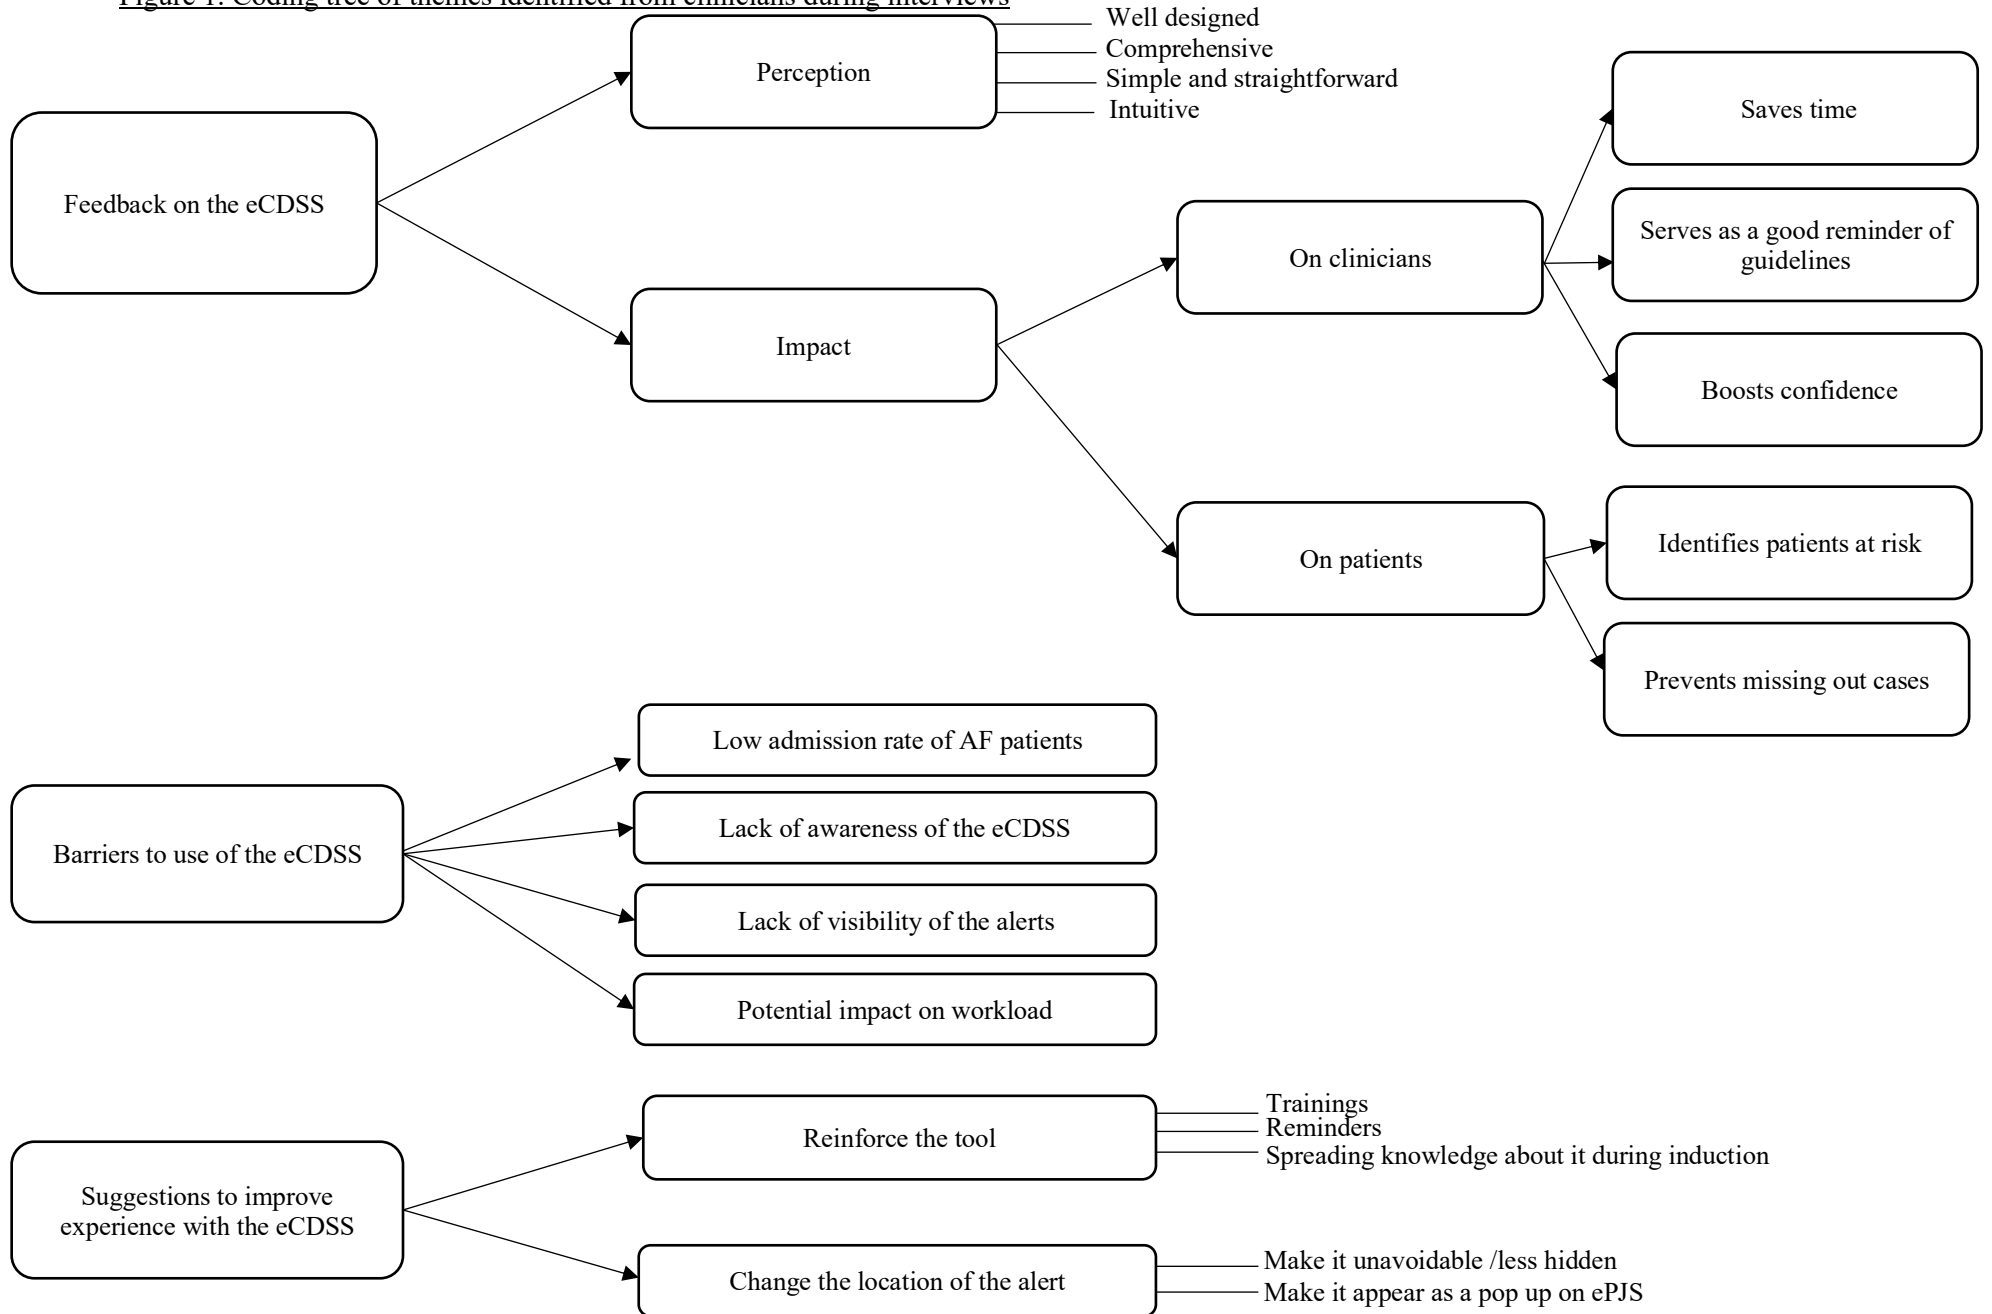 Figure 1. Coding tree of themes identified from clinicians during interviews
Perception
Well designed
Comprehensive
Simple and straightforward
Intuitive
Feedback on the eCDSS
Impact
On clinicians
Saves time
Serves as a good reminder of
guidelines
Boosts confidence
On patients
Identifies patients at risk
Prevents missing out cases
Barriers to use of the eCDSS
Low admission rate of AF patients
Lack of awareness of the eCDSS
Lack of visibility of the alerts
Potential impact on workload
Suggestions to improve
experience with the eCDSS
Reinforce the tool
Trainings
Reminders
Spreading knowledge about it during induction
Change the location of the alert
Make it unavoidable /less hidden
Make it appear as a pop up on ePJS